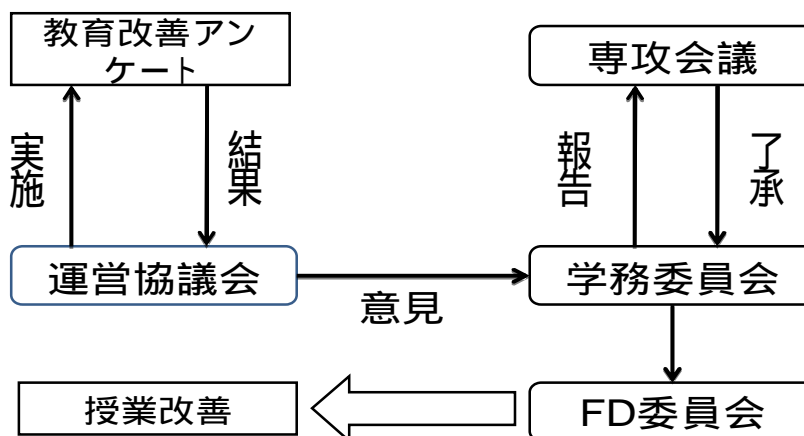 教育改善アン
ケート
専攻会議
実施
結果
報告
了承
運営協議会
意見
学務委員会
授業改善
FD委員会